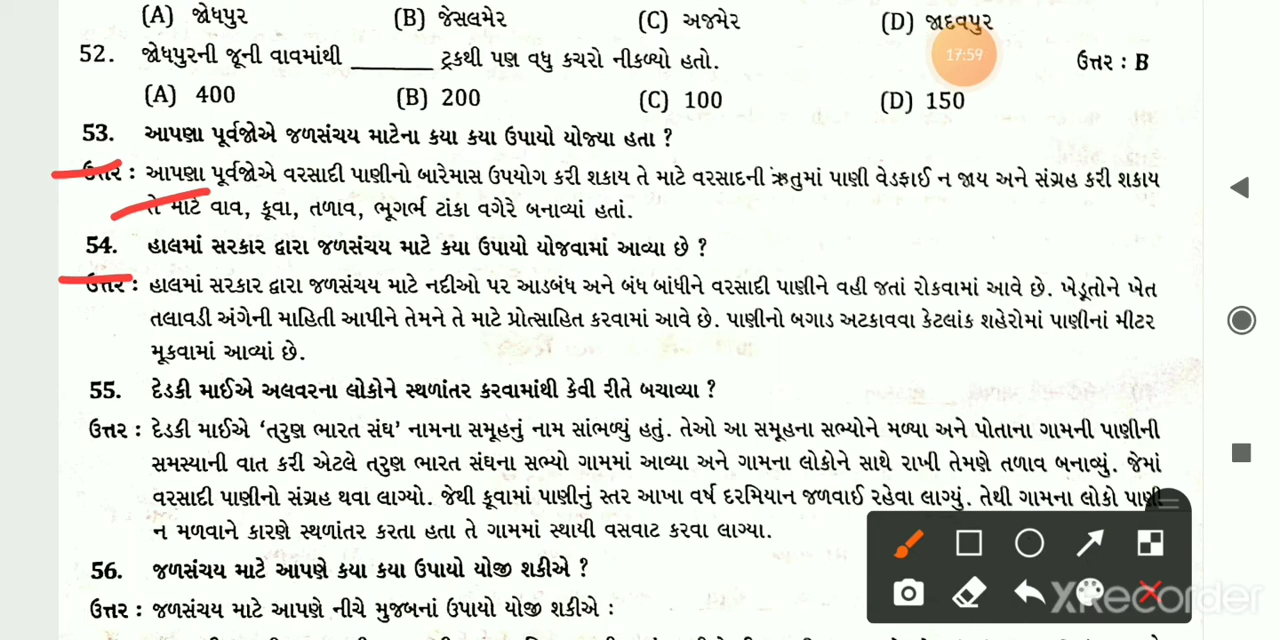 (A) જોધપુર (B) જેસલમેર (C) અજમેર (D) જાદવપુર
17:59
52. જોધપુરની જૂની વાવમાંથી _______ ટ્રકથી પણ વધુ કચરો નીકળ્યો હતો. ઉત્તર : B
(A) 400 (B) 200 (C) 100 (D) 150
53. આપણા પૂર્વજોએ જળસંચય માટેના કયા કયા ઉપાયો યોજ્યા હતા ?
ઉત્તર : આપણા પૂર્વજોએ વરસાદી પાણીનો બારેમાસ ઉપયોગ કરી શકાય તે માટે વરસાદની ઋતુમાં પાણી વેડફાઈ ન જાય અને સંગ્રહ કરી શકાય
તે માટે વાવ, કૂવા, તળાવ, ભૂગર્ભ ટાંકા વગેરે બનાવ્યાં હતાં.
54. હાલમાં સરકાર દ્વારા જળસંચય માટે કયા ઉપાયો યોજવામાં આવ્યા છે ?
ઉત્તર : હાલમાં સરકાર દ્વારા જળસંચય માટે નદીઓ પર આડબંધ અને બંધ બાંધીને વરસાદી પાણીને વહી જતાં રોકવામાં આવે છે. ખેડૂતોને ખેત
તલાવડી અંગેની માહિતી આપીને તેમને તે માટે પ્રોત્સાહિત કરવામાં આવે છે. પાણીનો બગાડ અટકાવવા કેટલાંક શહેરોમાં પાણીનાં મીટર
મૂકવામાં આવ્યાં છે.
55. દેડકી માઈએ અલવરના લોકોને સ્થળાંતર કરવામાંથી કેવી રીતે બચાવ્યા ?
ઉત્તર : દેડકી માઈએ ‘તરુણ ભારત સંઘ’ નામના સમૂહનું નામ સાંભળ્યું હતું. તેઓ આ સમૂહના સભ્યોને મળ્યા અને પોતાના ગામની પાણીની
સમસ્યાની વાત કરી એટલે તરુણ ભારત સંઘના સભ્યો ગામમાં આવ્યા અને ગામના લોકોને સાથે રાખી તેમણે તળાવ બનાવ્યું. જેમાં
વરસાદી પાણીનો સંગ્રહ થવા લાગ્યો. જેથી કૂવામાં પાણીનું સ્તર આખા વર્ષ દરમિયાન જળવાઈ રહેવા લાગ્યું. તેથી ગામના લોકો પાણી
ન મળવાને કારણે સ્થળાંતર કરતા હતા તે ગામમાં સ્થાયી વસવાટ કરવા લાગ્યા.
56. જળસંચય માટે આપણે કયા કયા ઉપાયો યોજી શકીએ ?
ઉત્તર : જળસંચય માટે આપણે નીચે મુજબનાં ઉપાયો યોજી શકીએ :
XRecorder